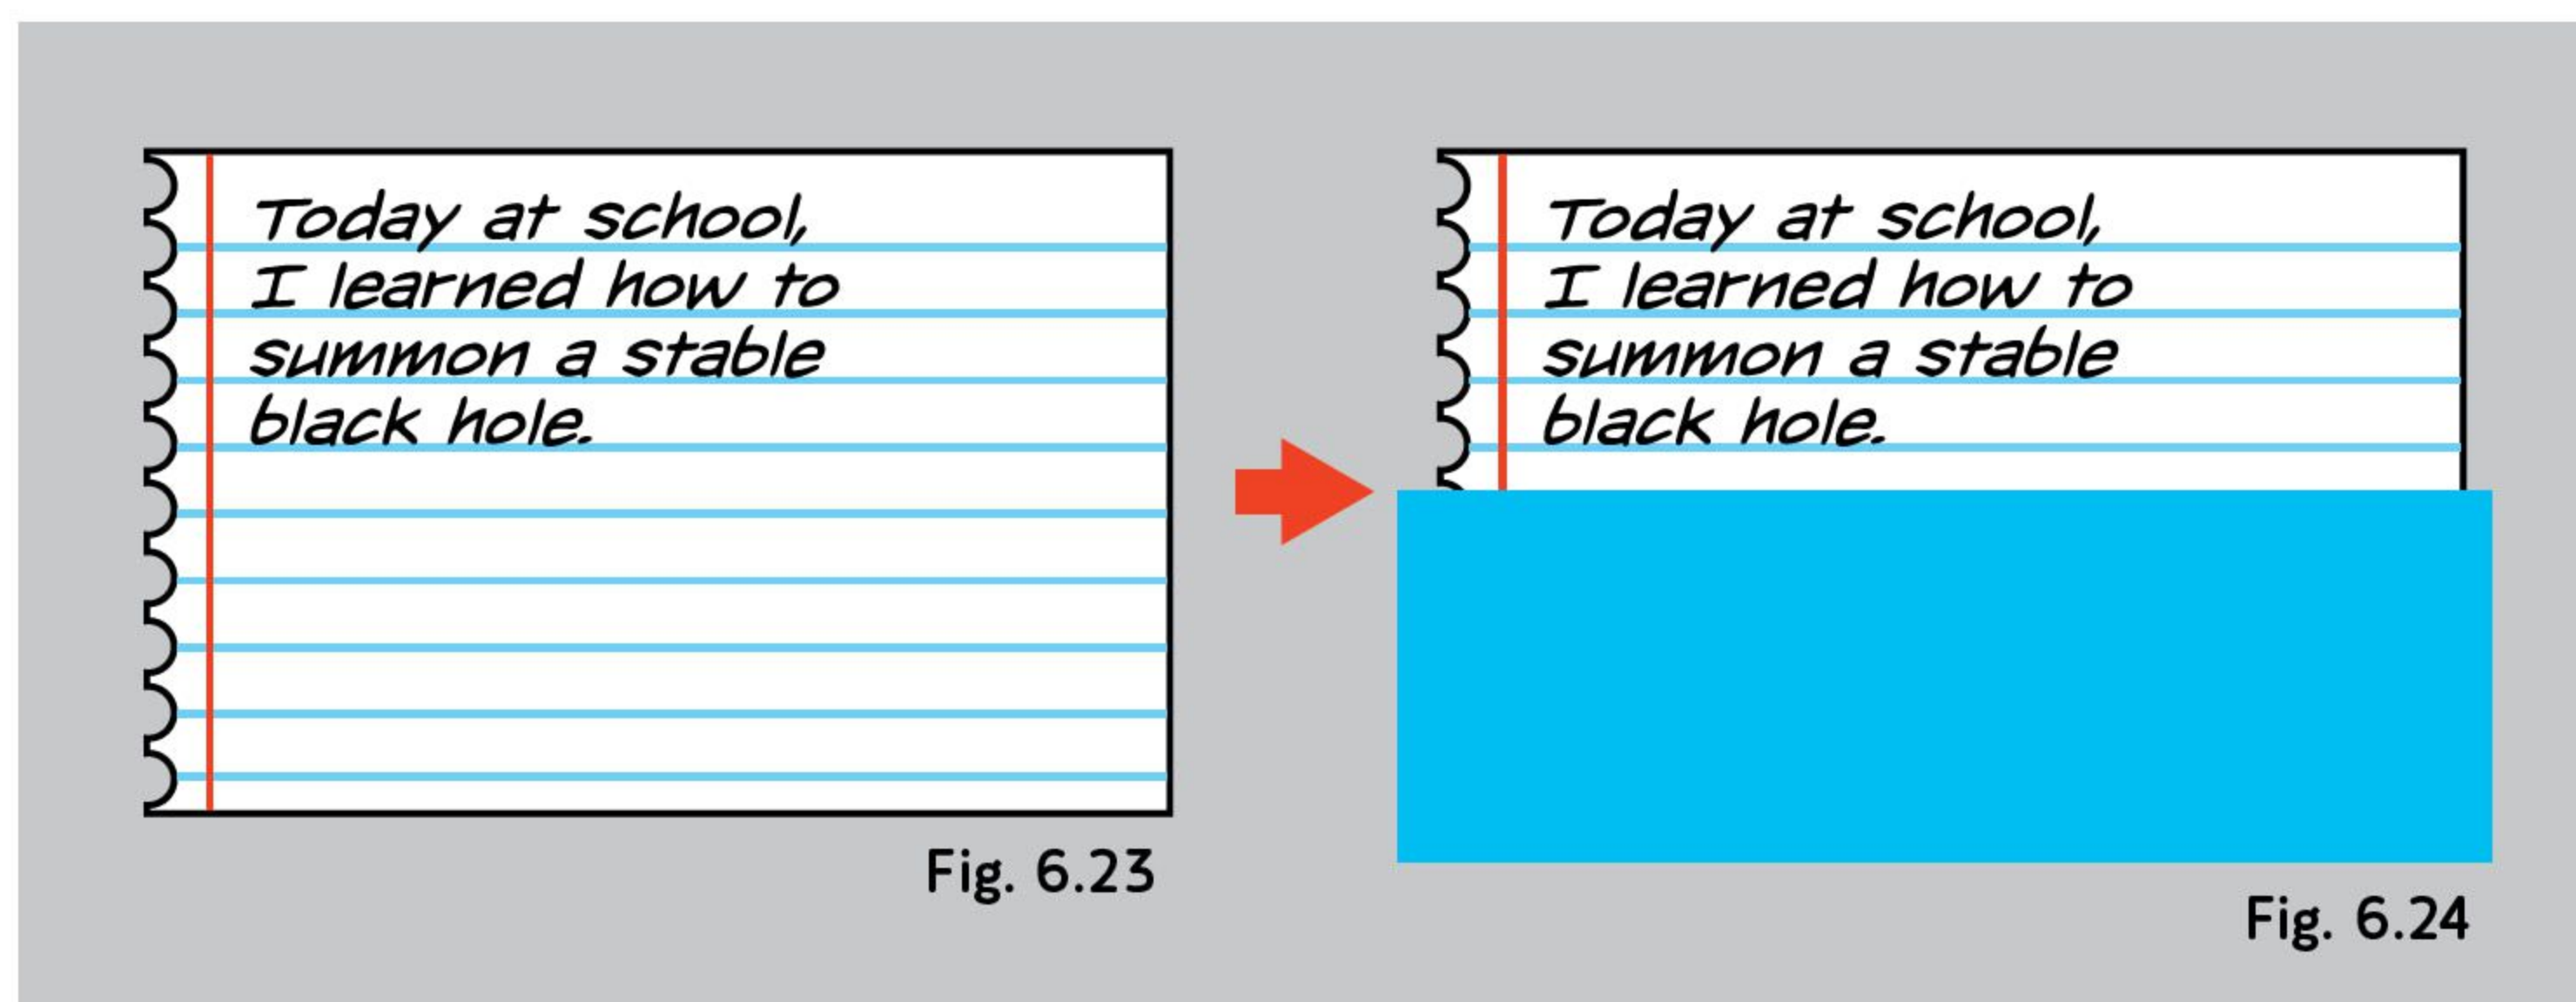 Today at school,
I learned how to
summon a stable
black hole.
Fig. 6.23
Today at school,
I learned how to
summon a stable
black hole.
Fig. 6.24